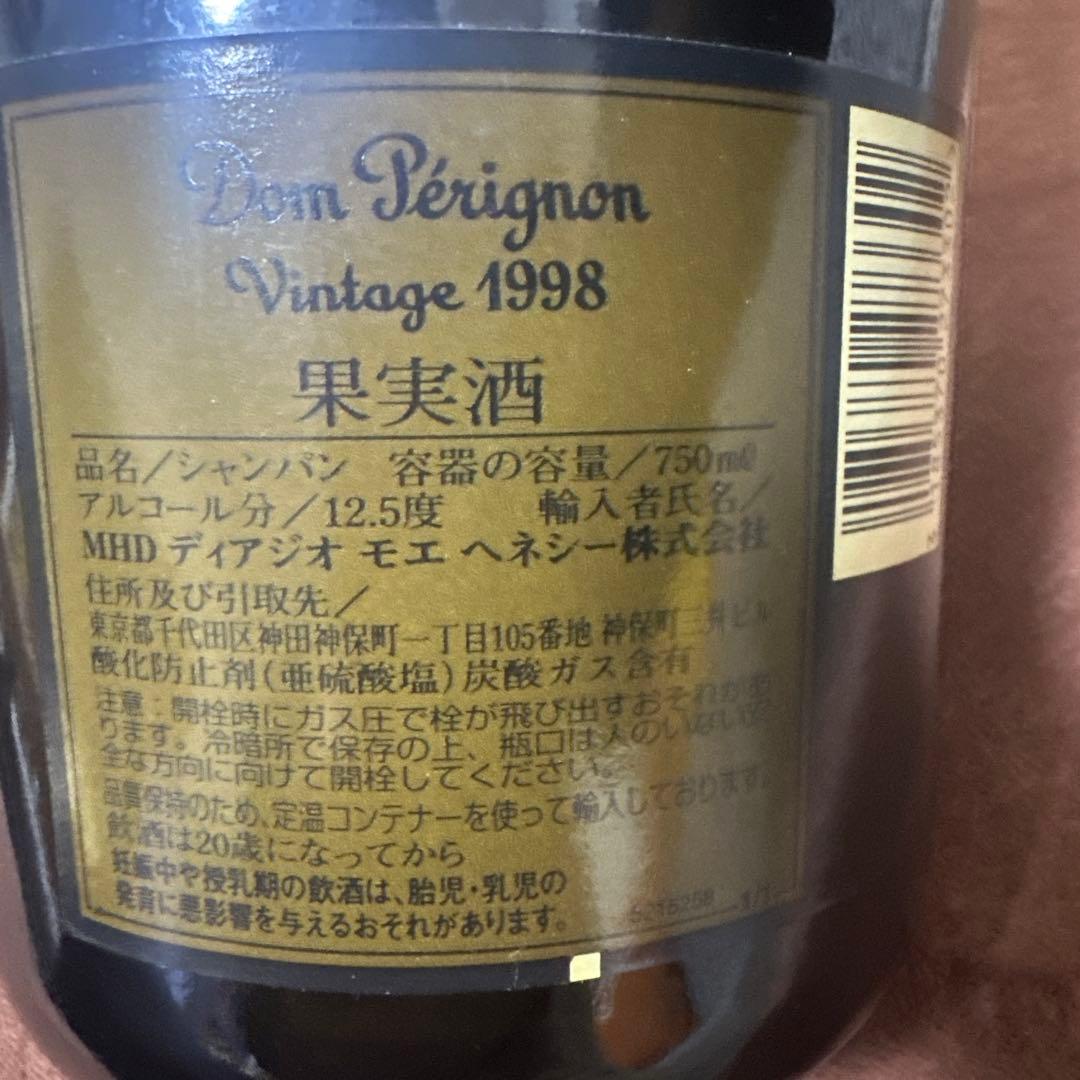 Dom Pérignon
Vintage 1998
果実酒
品名／シャンパン 容器の容量／750mℓ
アルコール分／12.5度 輸入者氏名／
MHD ディアジオ モエ ヘネシー株式会社
住所及び引取先／
東京都千代田区神田神保町一丁目105番地 神保町三井ビル
酸化防止剤(亜硫酸塩)炭酸ガス含有
注意：開栓時にガス圧で栓が飛び出すおそれがあ
ります。冷暗所で保存の上、瓶口は人のいない安
全な方向に向けて開栓してください。
品質保持のため、定温コンテナーを使って輸入しております。
飲酒は20歳になってから
妊娠中や授乳期の飲酒は、胎児・乳児の
発育に悪影響を与えるおそれがあります。